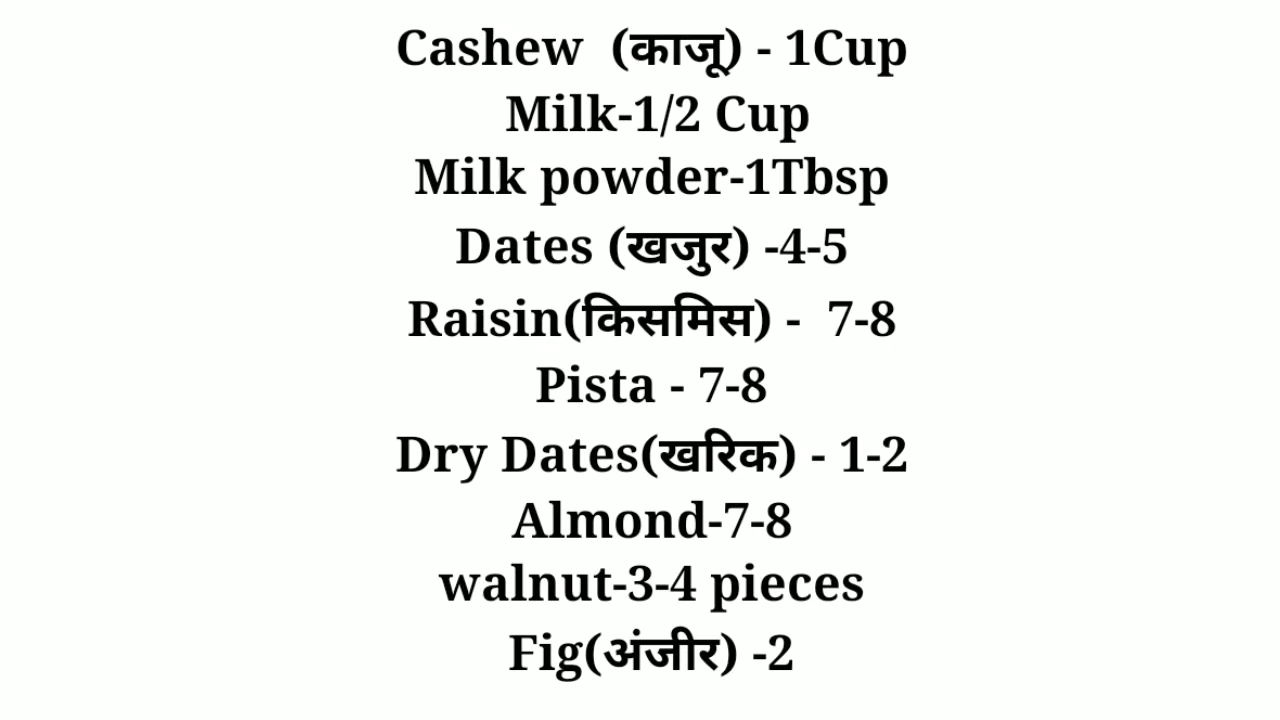 Cashew  (काजू) - 1Cup
Milk-1/2 Cup
Milk powder-1Tbsp
Dates (खजुर) -4-5
Raisin(किसमिस) -  7-8
Pista - 7-8
Dry Dates(खरिक) - 1-2
Almond-7-8
walnut-3-4 pieces
Fig(अंजीर) -2